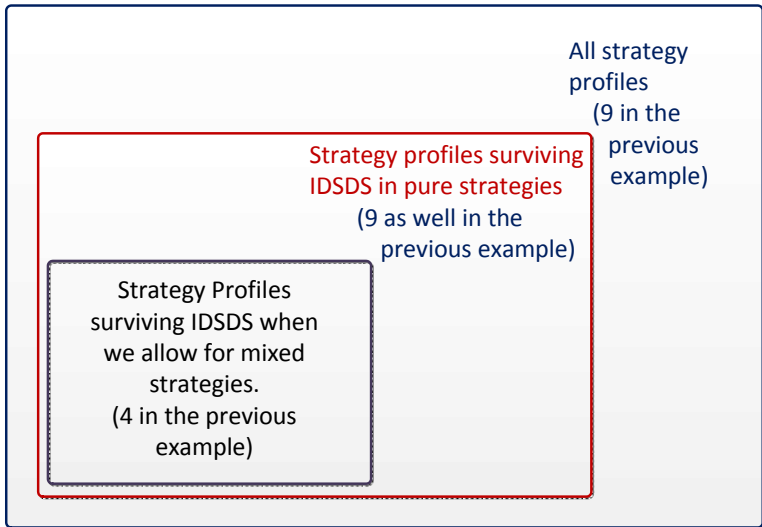 All strategy
profiles
(9 in the
previous
example)
Strategy profiles surviving
IDSDS in pure strategies
(9 as well in the
previous example)
Strategy Profiles
surviving IDSDS when
we allow for mixed
strategies.
(4 in the previous
example)